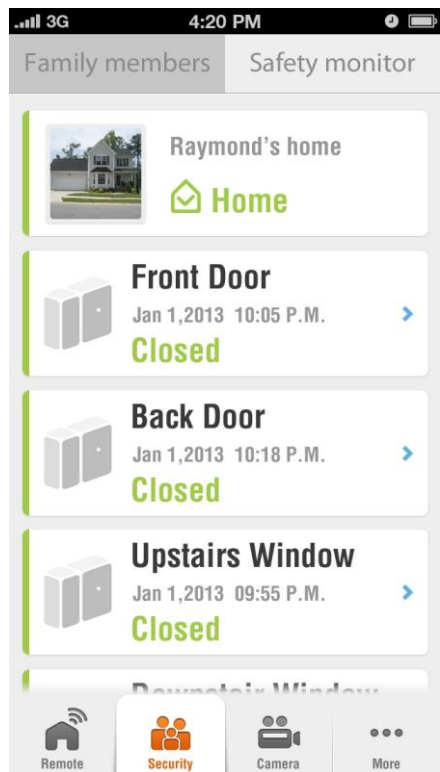 3G 4:20 PM
Family members Safety monitor
Raymond's home
Home
Front Door
Jan 1,2013 10:05 P.M.
Closed
Back Door
Jan 1,2013 10:18 P.M.
Closed
Upstairs Window
Jan 1,2013 09:55 P.M.
Closed
Downstair Window
Remote Security Camera More